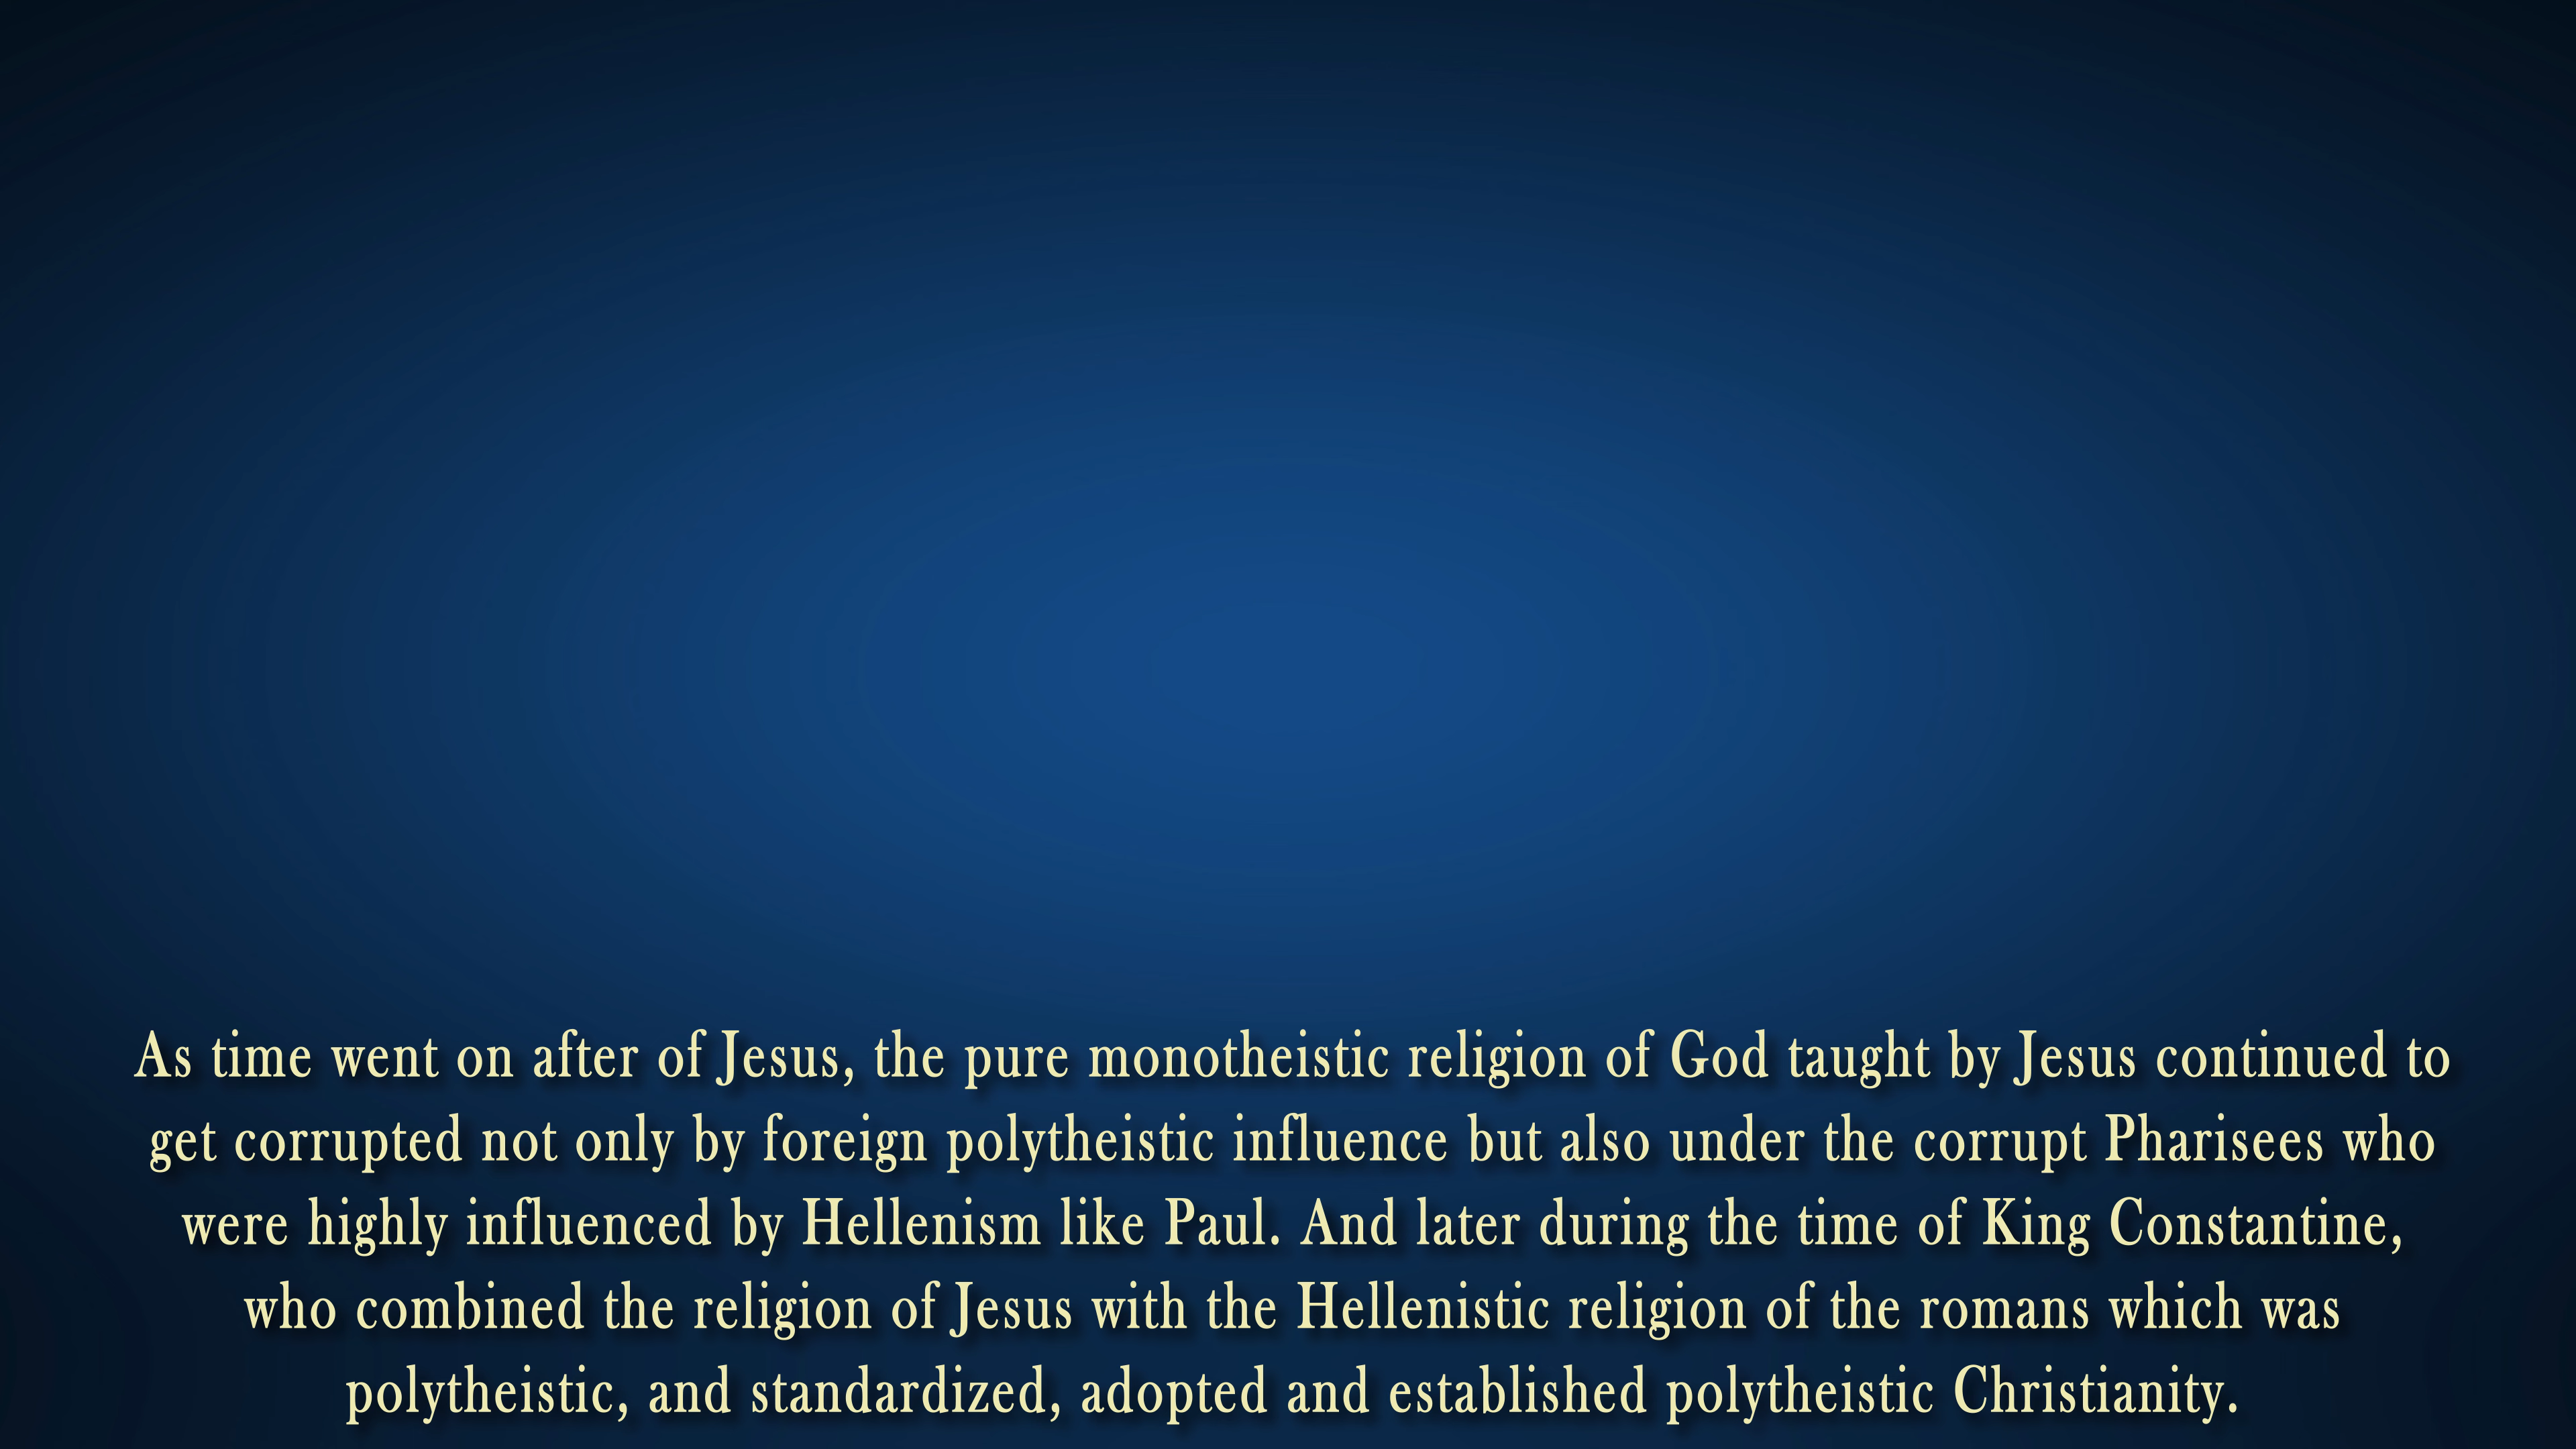 As time went on after of Jesus, the pure monotheistic religion of God taught by Jesus continued to
get corrupted not only by foreign polytheistic influence but also under the corrupt Pharisees who
were highly influenced by Hellenism like Paul. And later during the time of King Constantine,
who combined the religion of Jesus with the Hellenistic religion of the romans which was
polytheistic, and standardized, adopted and established polytheistic Christianity.